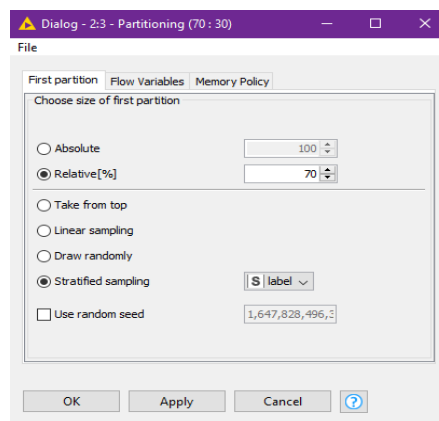 Dialog - 2:3 - Partitioning (70 : 30)
File
First partition Flow Variables Memory Policy
Choose size of first partition
Absolute 100
Relative[%] 70
Take from top
Linear sampling
Draw randomly
Stratified sampling S label
Use random seed 1,647,828,496,3
OK Apply Cancel ?